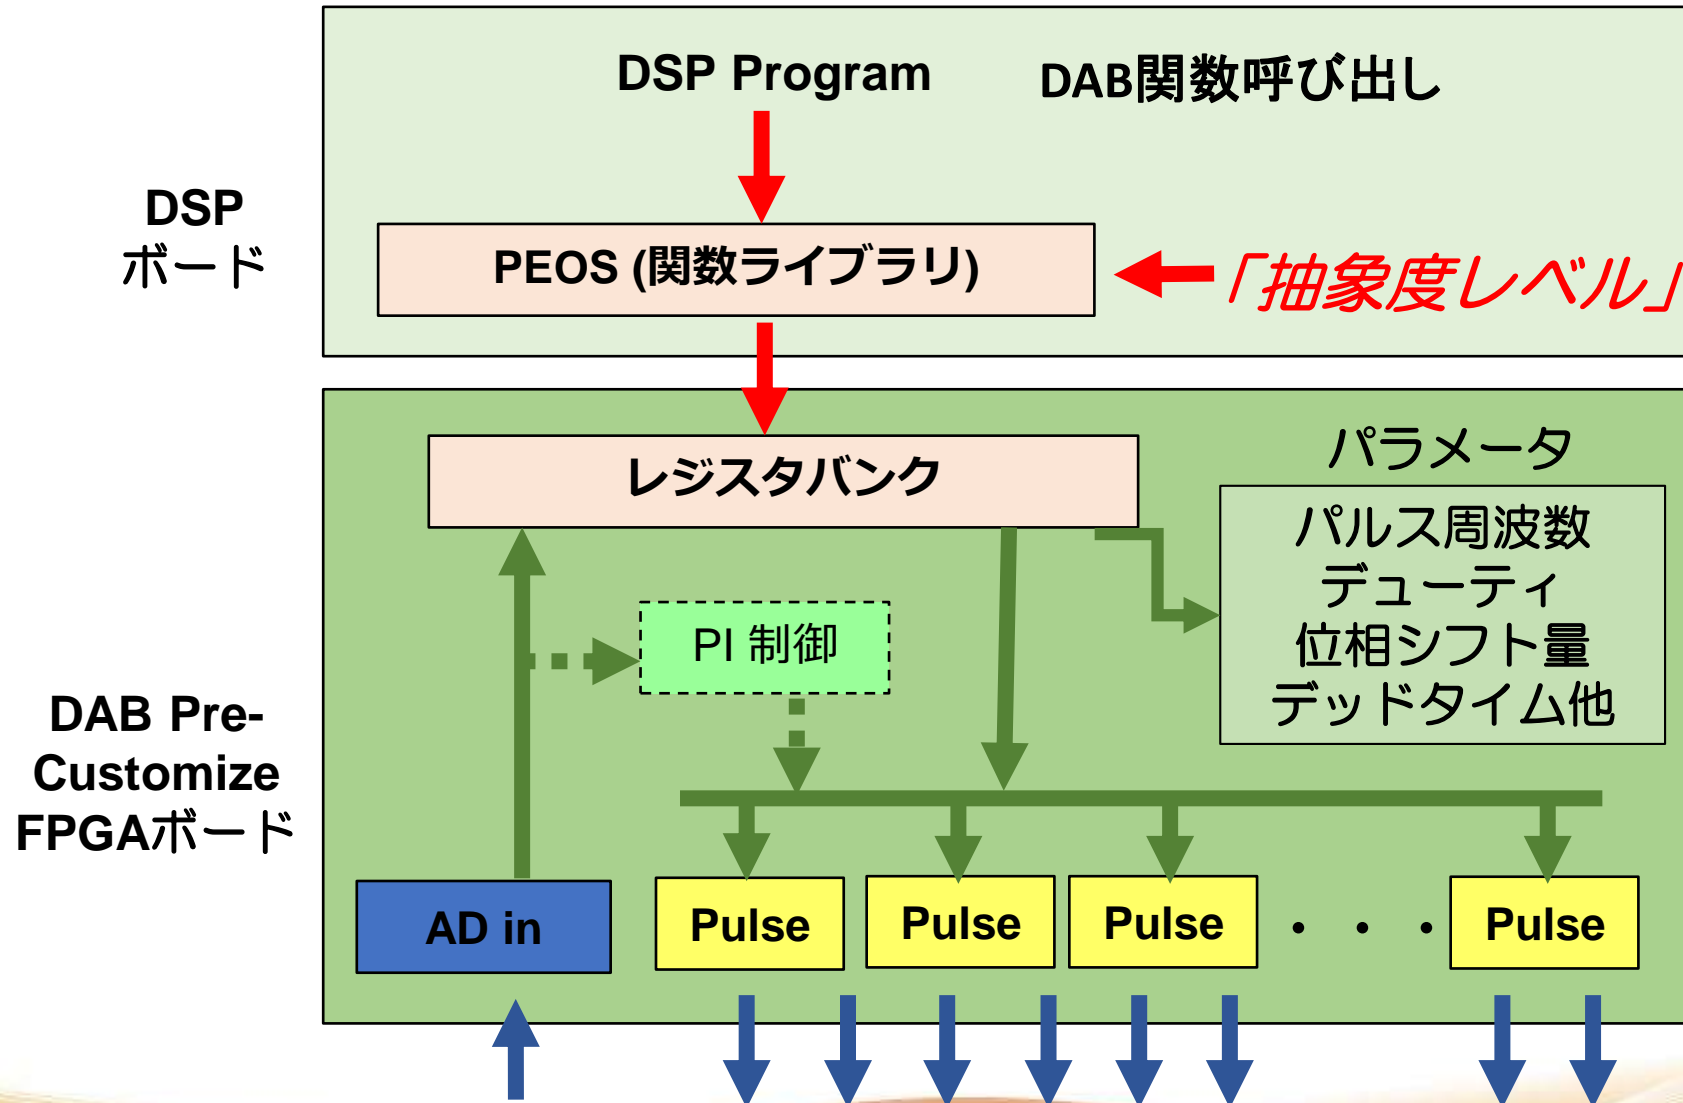 DSP Program
DAB関数呼び出し
DSP
ボード
PEOS (関数ライブラリ)
「抽象度レベル」
レジスタバンク
パラメータ
パルス周波数
デューティ
位相シフト量
デッドタイム他
PI 制御
DAB Pre-
Customize
FPGAボード
AD in
Pulse
Pulse
Pulse
・・・
Pulse